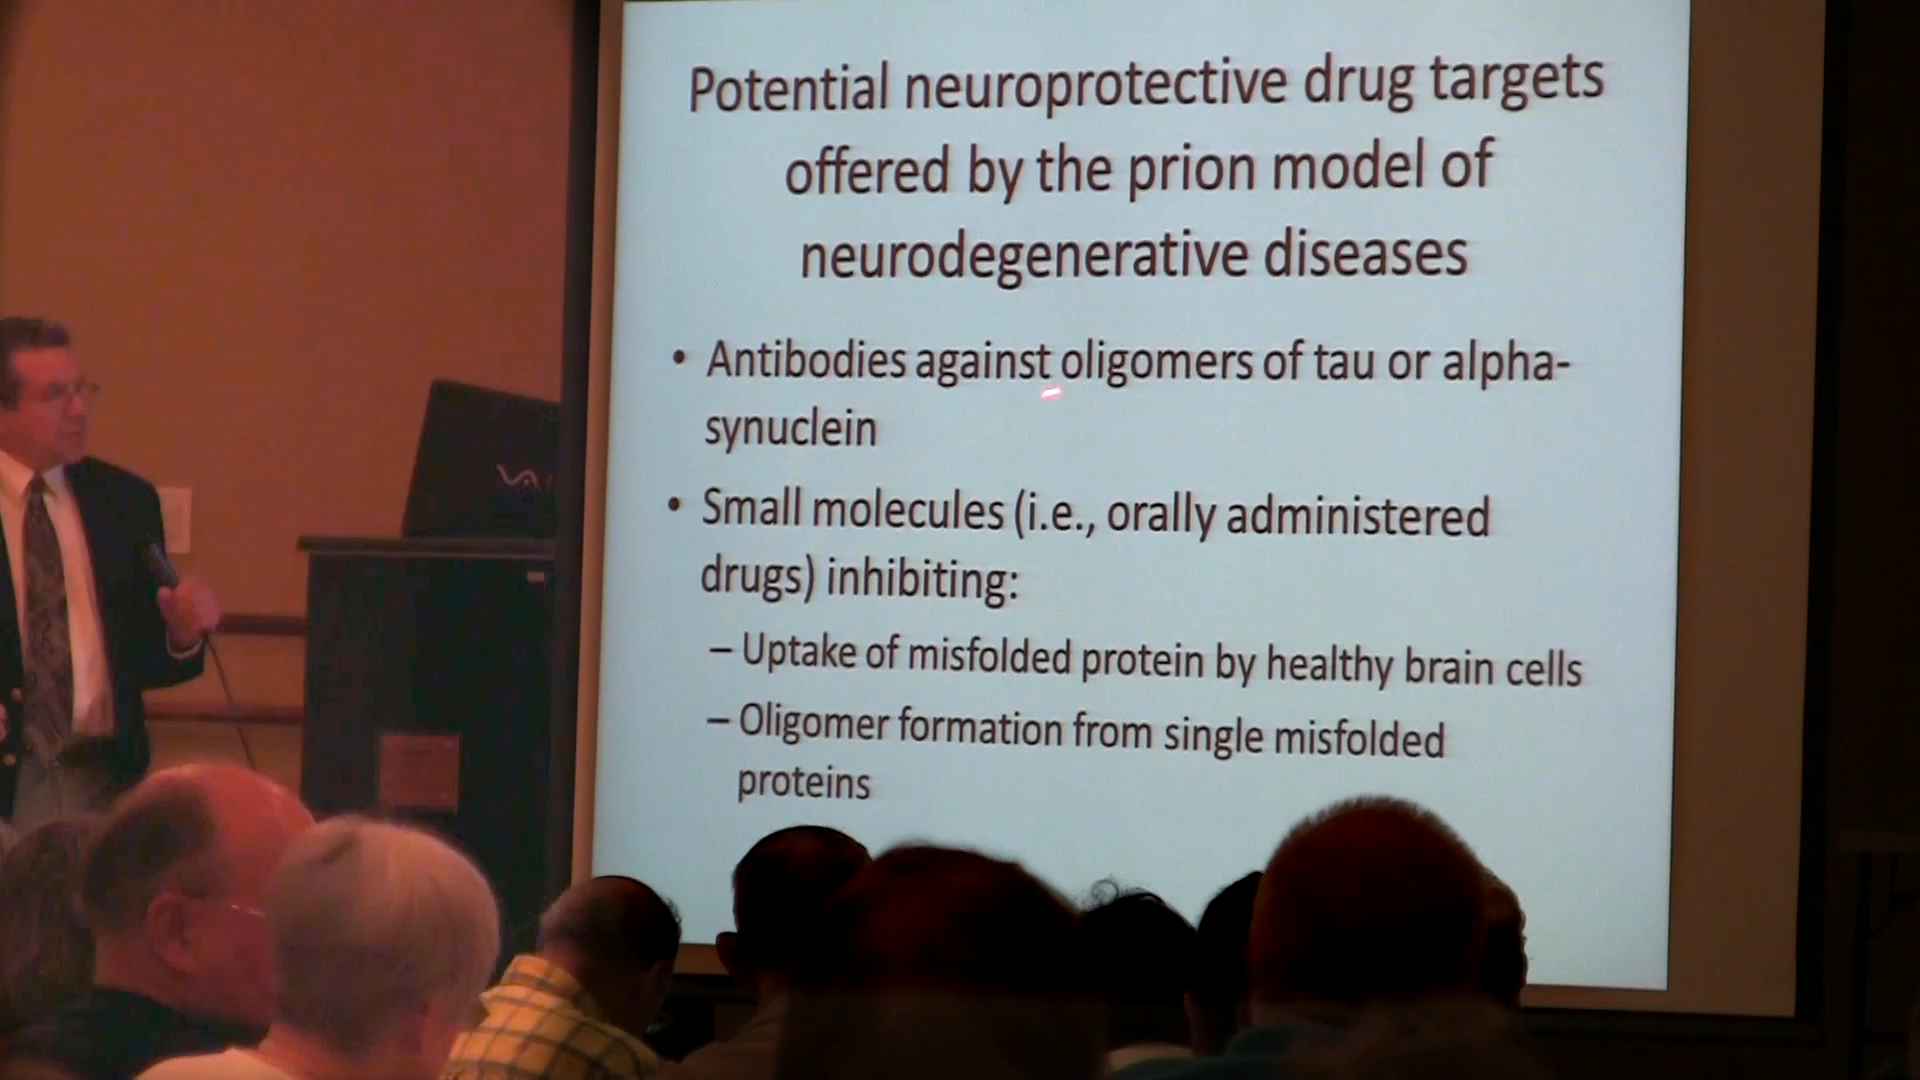 Potential neuroprotective drug targets
offered by the prion model of
neurodegenerative diseases
• Antibodies against oligomers of tau or alpha-
synuclein
• Small molecules (i.e., orally administered
drugs) inhibiting:
– Uptake of misfolded protein by healthy brain cells
– Oligomer formation from single misfolded
proteins